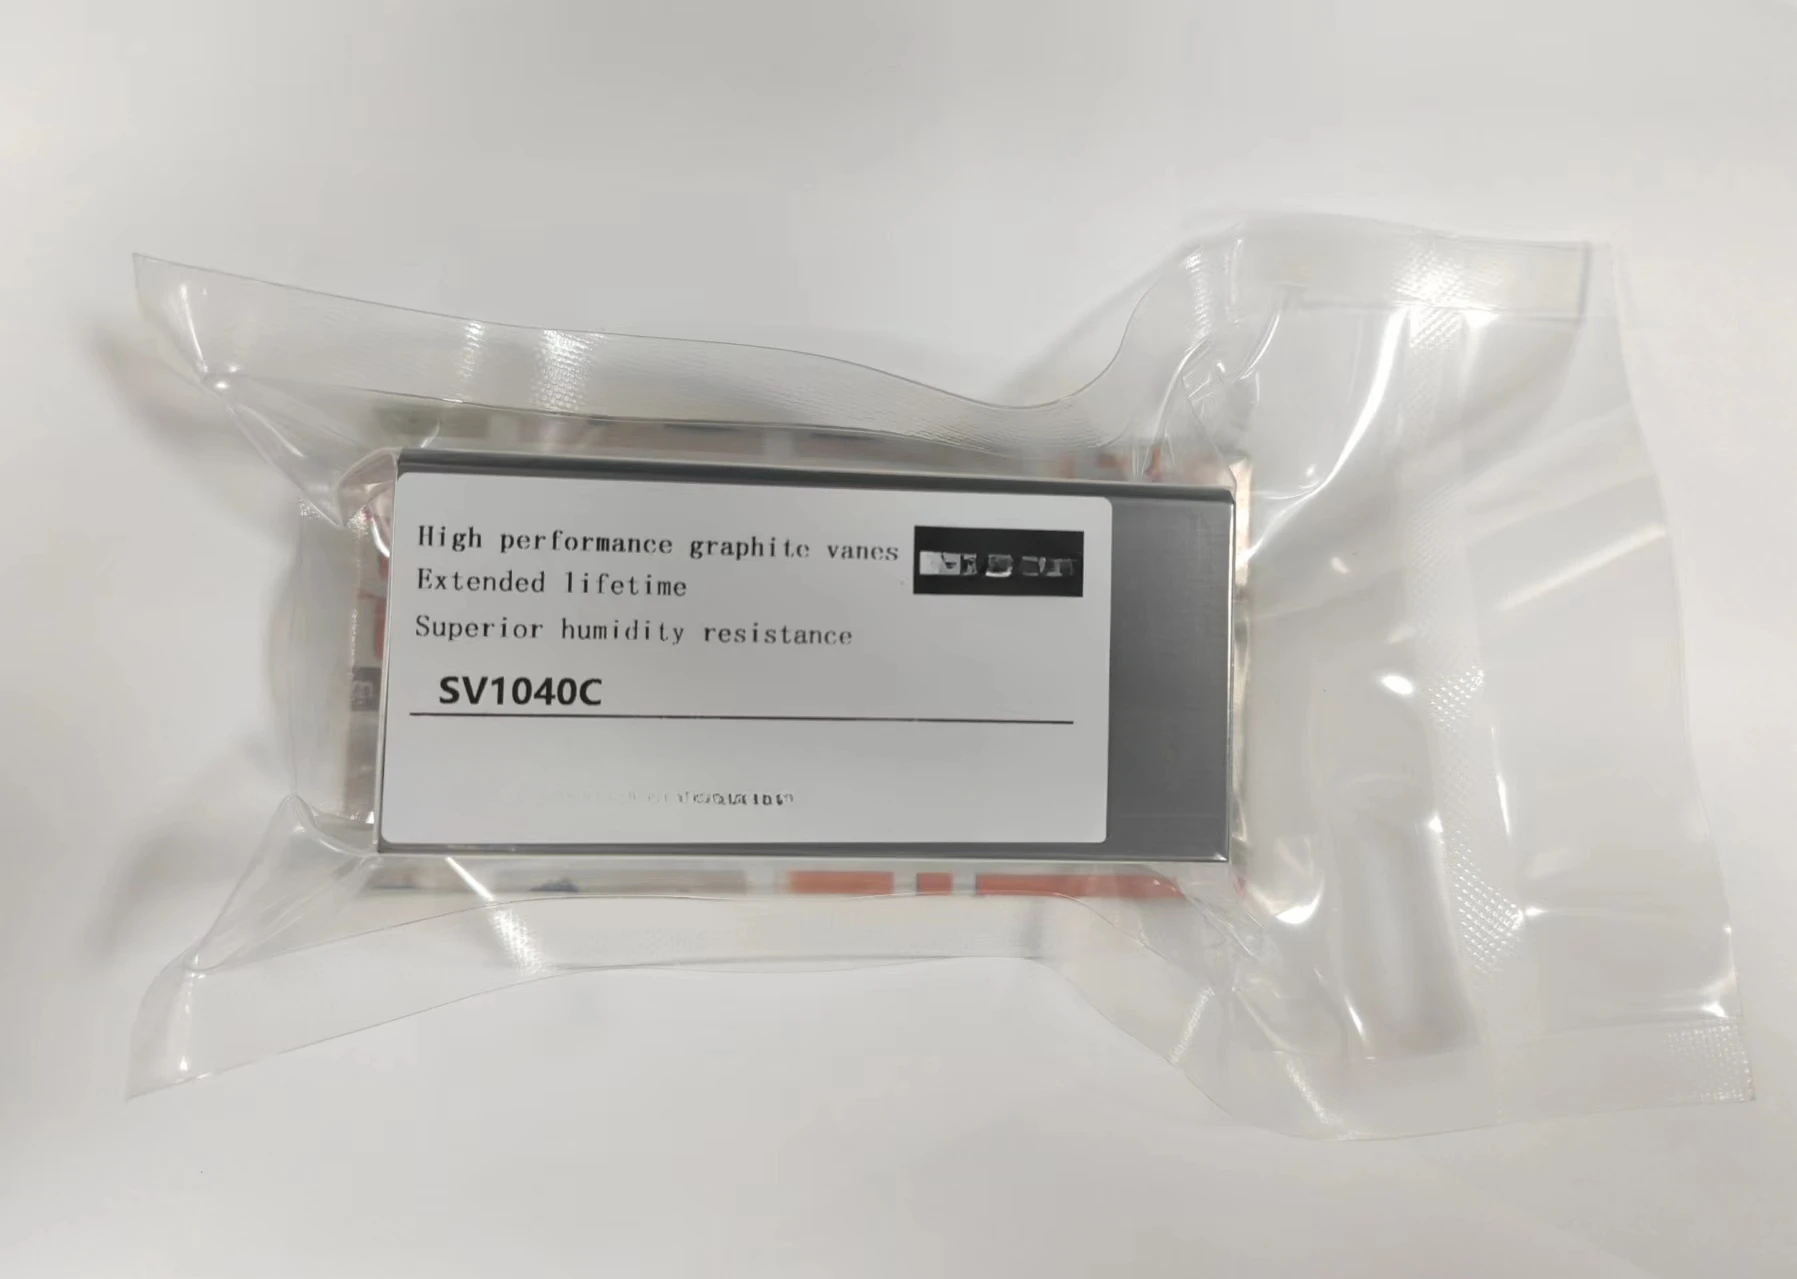 High performance graphite vanes
Extended lifetime
Superior humidity resistance
SV1040C